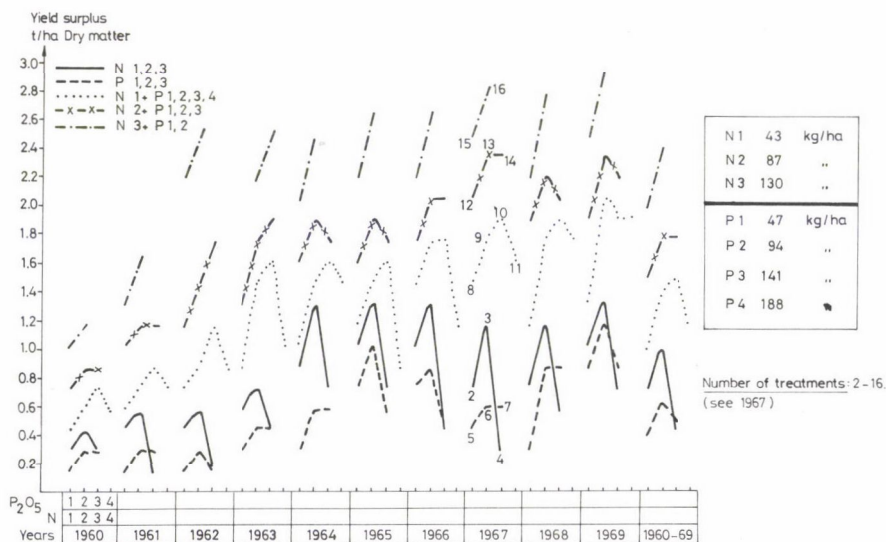 Yield surplus
t/ha Dry matter
3.0
2.8
2.6
2.4
2.2
2.0
1.8
1.6
1.4
1.2
1.0
0.8
0.6
0.4
0.2
N 1,2,3
P 1,2,3
N 1+ P 1,2,3,4
N 2+ P 1,2,3
N 3+ P 1,2
16
15
13
14
12
10
9
11
8
3
2
7
6
5
4
N 1 43 kg/ha
N 2 87 „
N 3 130 „
P 1 47 kg/ha
P 2 94 „
P 3 141 „
P 4 188
Number of treatments: 2-16.
(see 1967)
P2O5 1 2 3 4
N 1 2 3 4
Years 1960 1961 1962 1963 1964 1965 1966 1967 1968 1969 1960-69